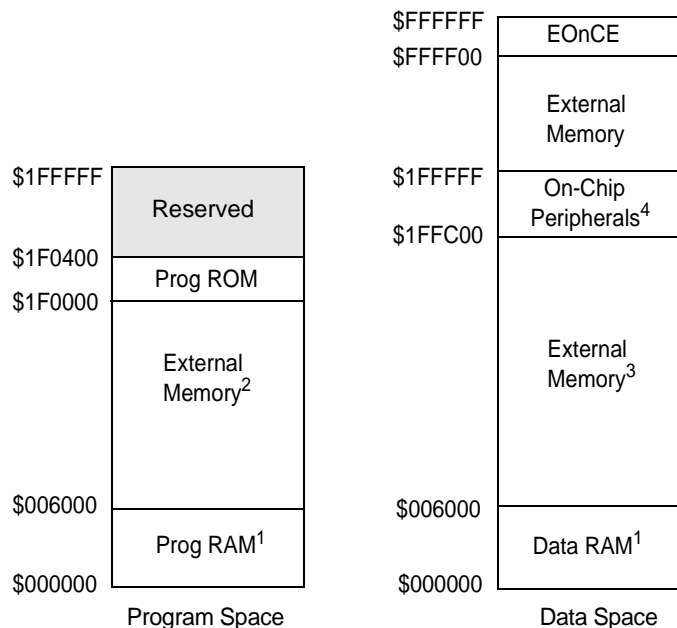 $1FFFFF
Reserved
$1F0400
Prog ROM
$1F0000
External
Memory2
$006000
Prog RAM1
$000000
Program Space
$FFFFFF
EOnCE
$FFFF00
External
Memory
$1FFFFF
On-Chip
Peripherals4
$1FFC00
External
Memory3
$006000
Data RAM1
$000000
Data Space